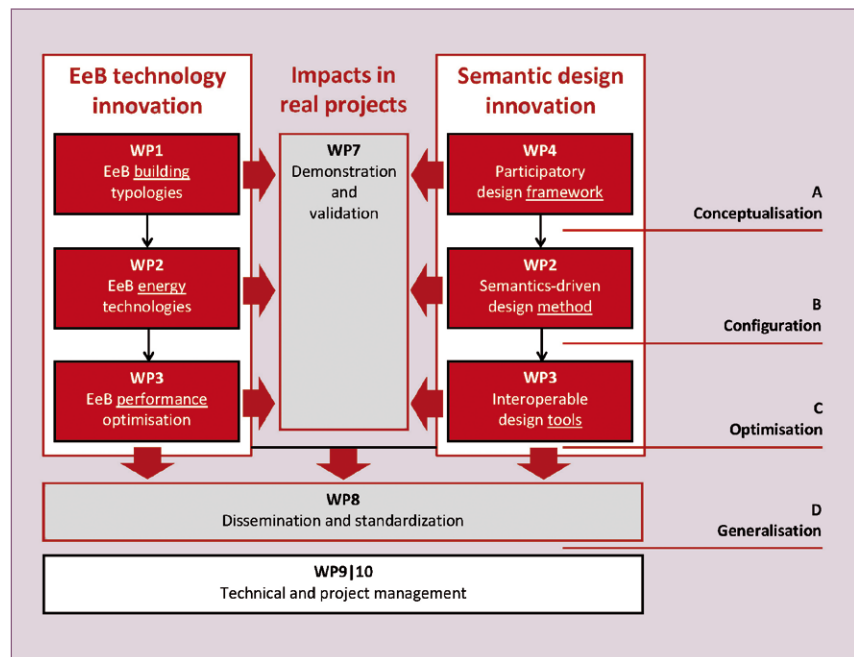 EeB technology
innovation
WP1
EeB building
typologies
WP2
EeB energy
technologies
WP3
EeB performance
optimisation
Impacts in
real projects
WP7
Demonstration
and
validation
Semantic design
innovation
WP4
Participatory
design framework
WP2
Semantics-driven
design method
WP3
Interoperable
design tools
A
Conceptualisation
B
Configuration
C
Optimisation
D
Generalisation
WP8
Dissemination and standardization
WP9|10
Technical and project management